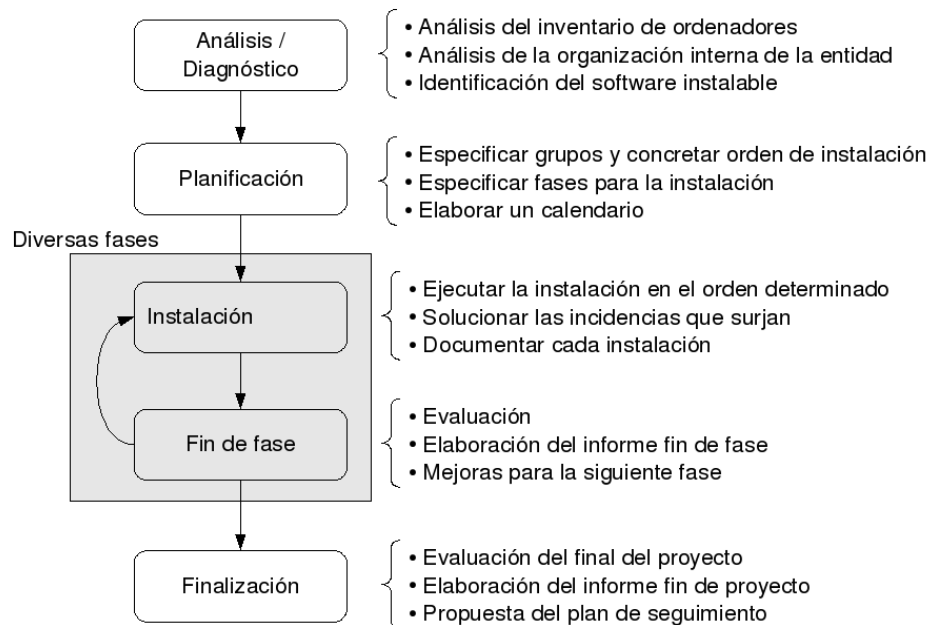 Análisis /
Diagnóstico
• Análisis del inventario de ordenadores
• Análisis de la organización interna de la entidad
• Identificación del software instalable
Planificación
• Especificar grupos y concretar orden de instalación
• Especificar fases para la instalación
• Elaborar un calendario
Diversas fases
Instalación
• Ejecutar la instalación en el orden determinado
• Solucionar las incidencias que surjan
• Documentar cada instalación
Fin de fase
• Evaluación
• Elaboración del informe fin de fase
• Mejoras para la siguiente fase
Finalización
• Evaluación del final del proyecto
• Elaboración del informe fin de proyecto
• Propuesta del plan de seguimiento